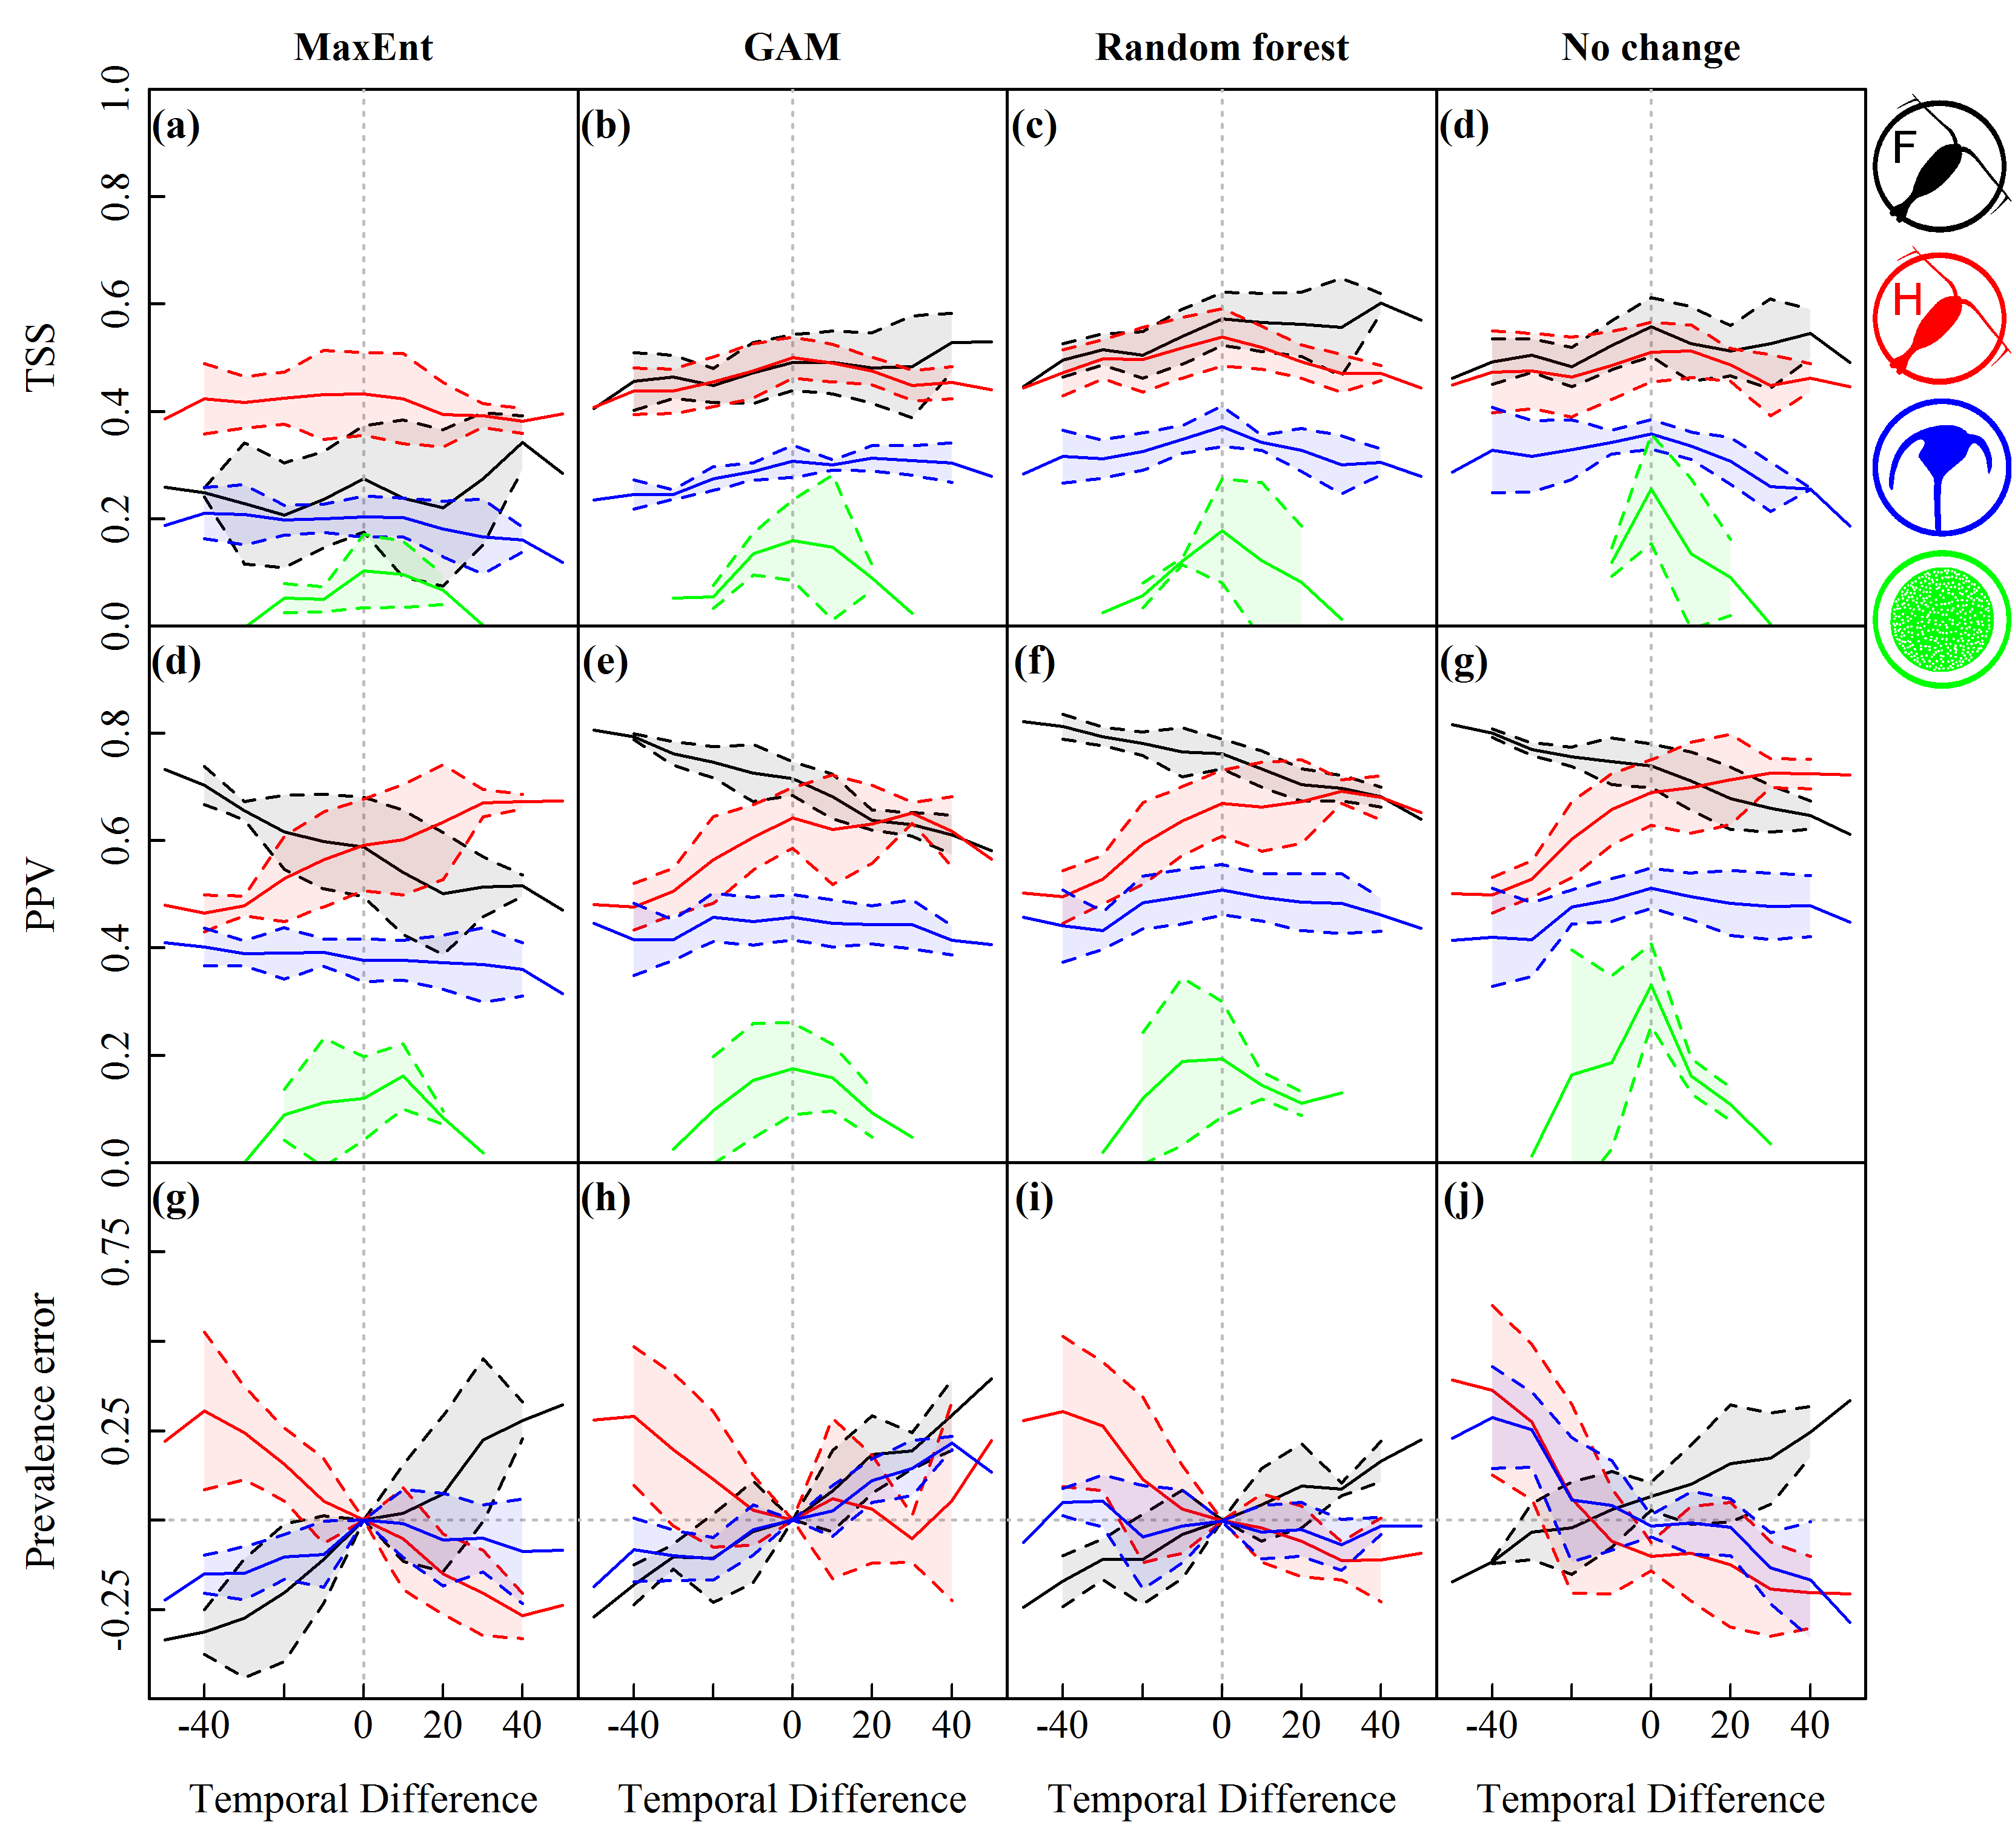 MaxEnt GAM Random forest No change
TSS
0.0 0.2 0.4 0.6 0.8 1.0
(a) (b) (c) (d)
F
H
PPV
0.0 0.2 0.4 0.6 0.8
(d) (e) (f) (g)
Prevalence error
-0.25 0.25 0.75
(g) (h) (i) (j)
-40 0 20 40 -40 0 20 40 -40 0 20 40 -40 0 20 40
Temporal Difference Temporal Difference Temporal Difference Temporal Difference